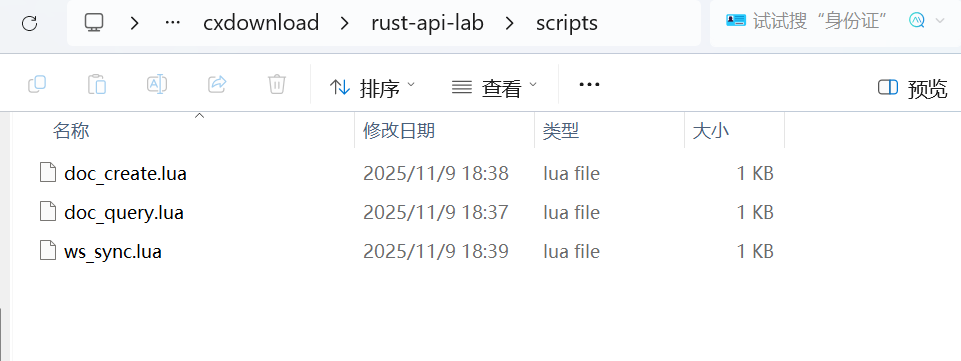 ··· cxdownload rust-api-lab scripts 试试搜“身份证”
排序 查看 ··· 预览
名称 修改日期 类型 大小
doc_create.lua 2025/11/9 18:38 lua file 1 KB
doc_query.lua 2025/11/9 18:37 lua file 1 KB
ws_sync.lua 2025/11/9 18:39 lua file 1 KB